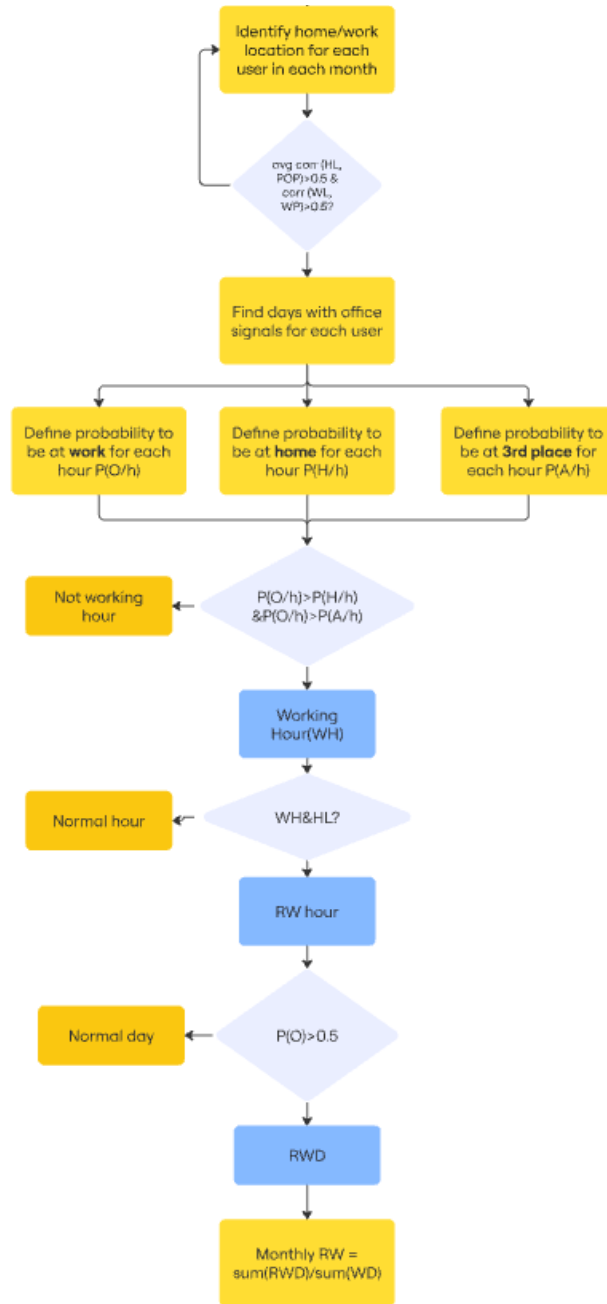 Identify home/work
location for each
user in each month
avg corr (HL,
POP)>0.5 &
corr (WL,
WP)>0.5?
Find days with office
signals for each user
Define probability to
be at work for each
hour P(O/h)
Define probability to
be at home for each
hour P(H/h)
Define probability to
be at 3rd place for
each hour P(A/h)
P(O/h)>P(H/h)
&P(O/h)>P(A/h)
Not working
hour
Working
Hour(WH)
WH&HL?
Normal hour
RW hour
P(O)>0.5
Normal day
RWD
Monthly RW =
sum(RWD)/sum(WD)